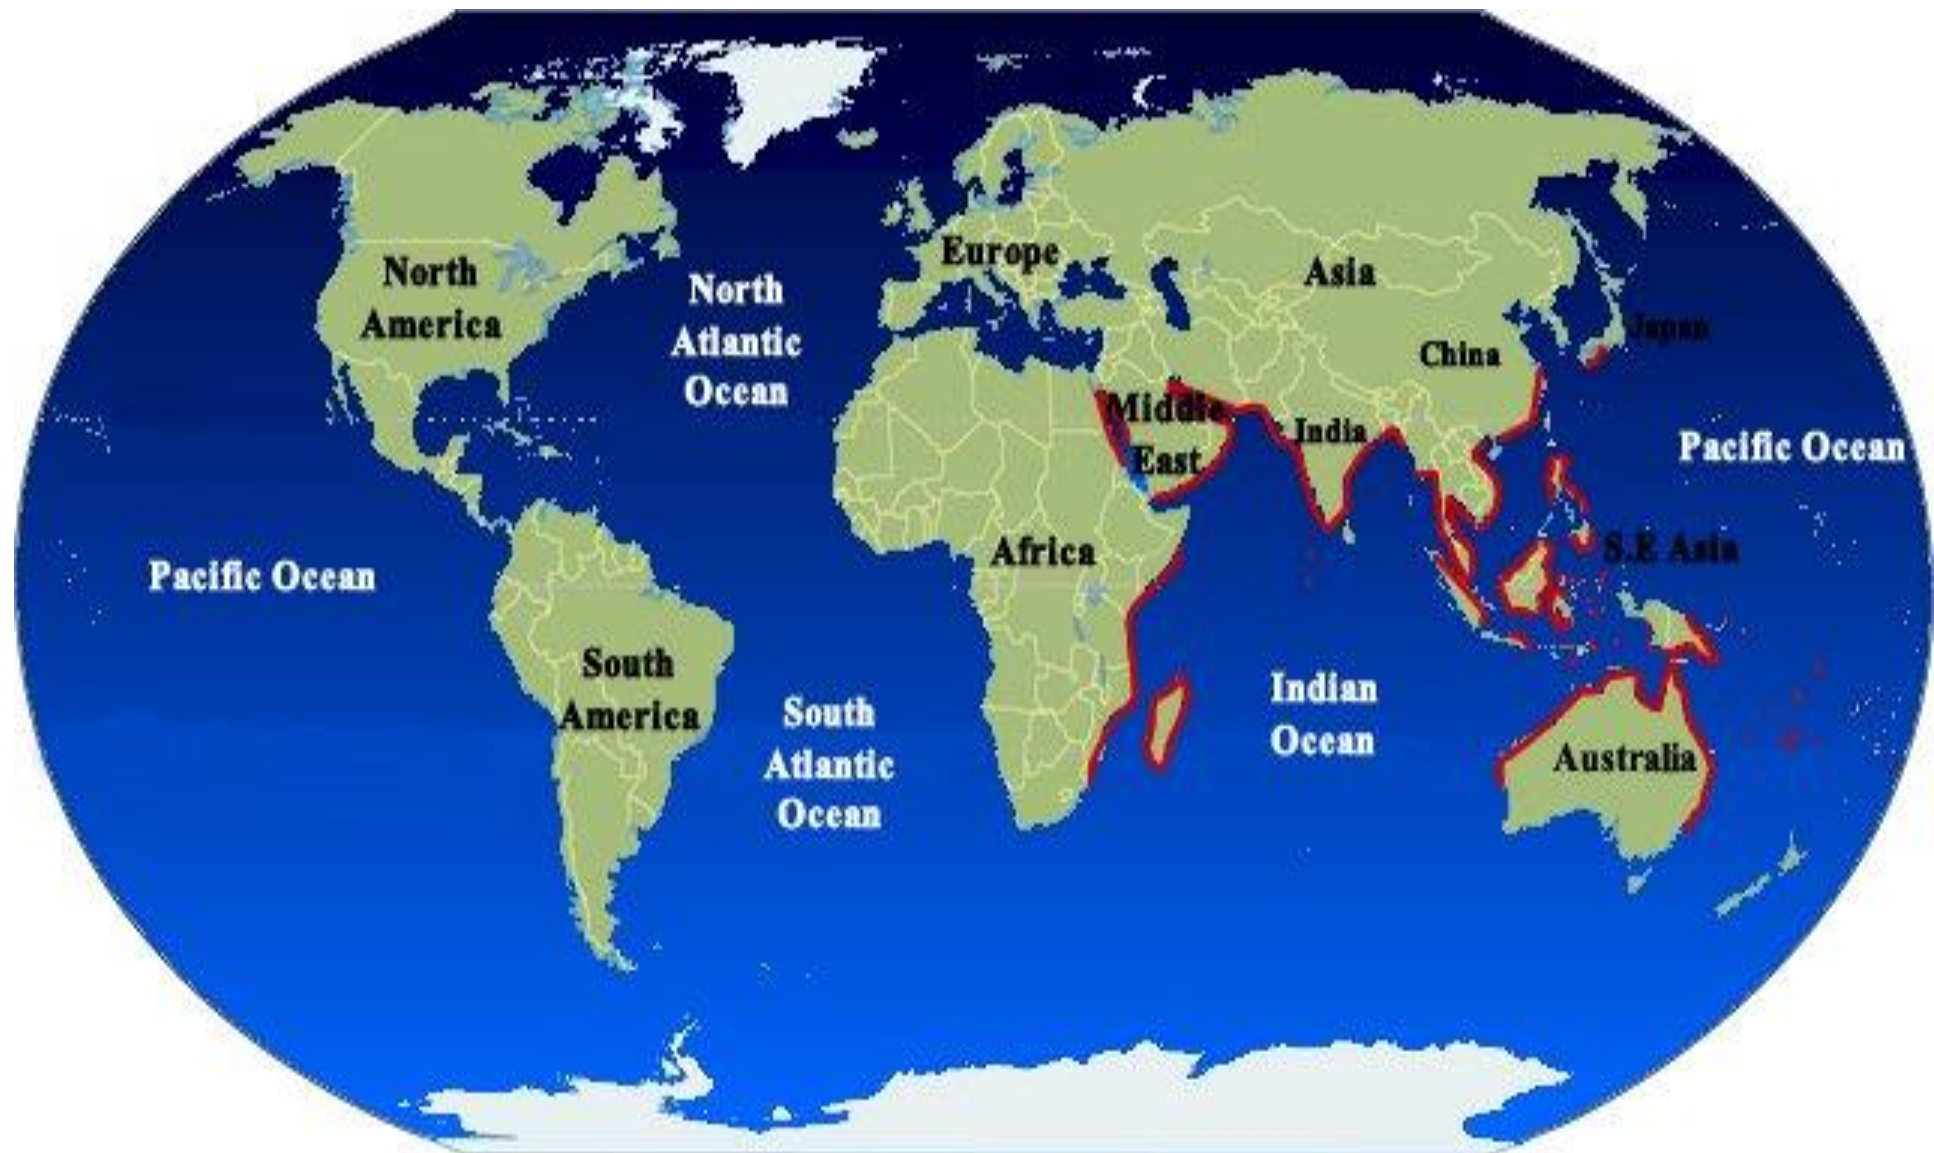 North
America
North
Atlantic
Ocean
Europe
Asia
China
Japan
Middle
East
India
Pacific Ocean
Africa
S.E Asia
Pacific Ocean
South
America
South
Atlantic
Ocean
Indian
Ocean
Australia